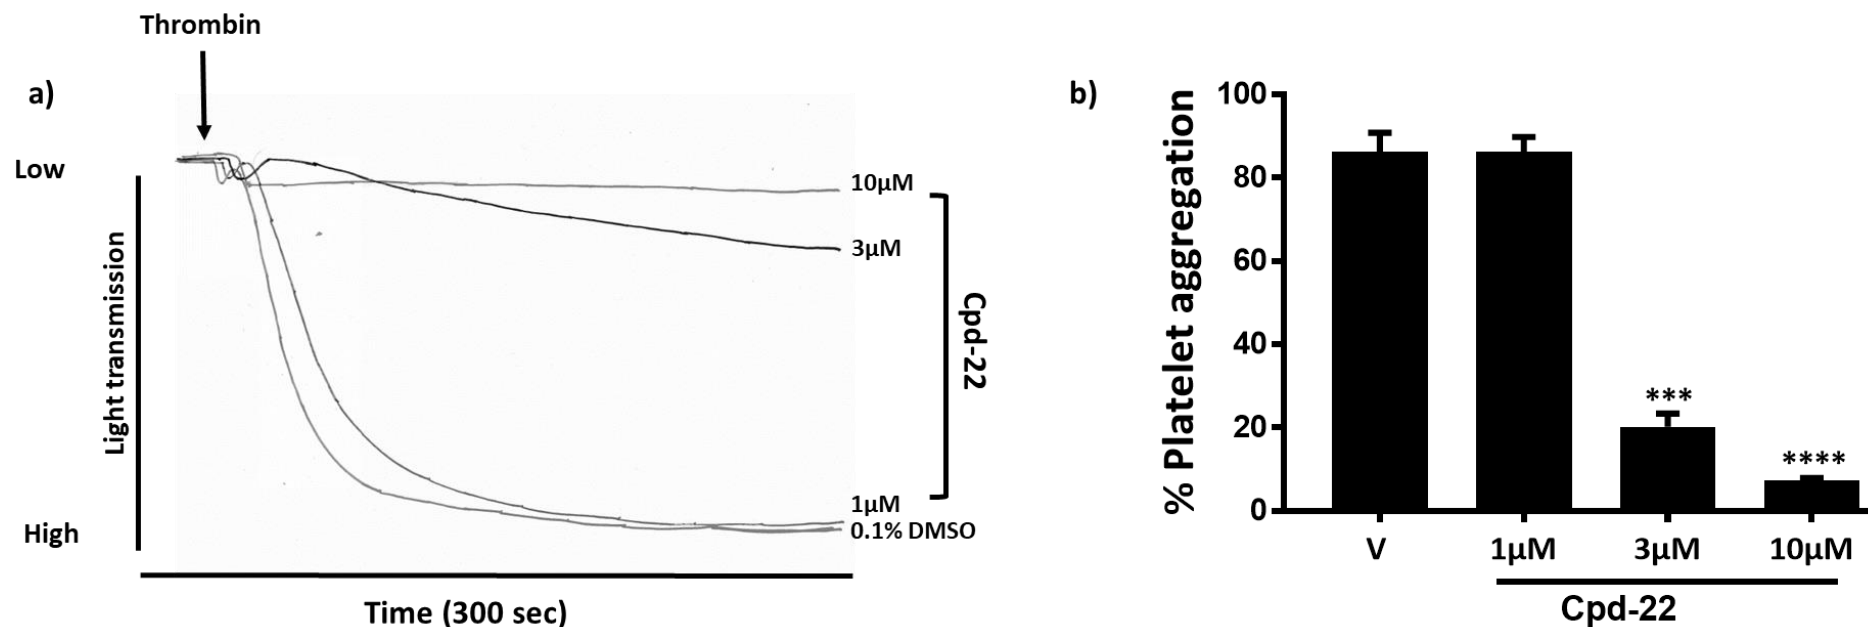 Thrombin
a)
Low
Light transmission
High
10µM
3µM
Cpd-22
1µM
0.1% DMSO
Time (300 sec)
b)
% Platelet aggregation
100
80
60
40
20
0
***
****
V
1µM
3µM
10µM
Cpd-22